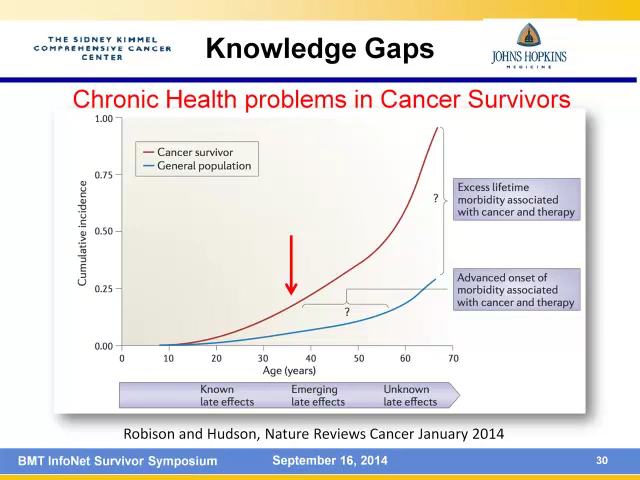 THE SIDNEY KIMMEL
COMPREHENSIVE CANCER
CENTER
Knowledge Gaps
JOHNS HOPKINS
MEDICINE
Chronic Health problems in Cancer Survivors
1.00
0.75
0.50
0.25
0.00
Cumulative incidence
Cancer survivor
General population
?
?
Excess lifetime
morbidity associated
with cancer and therapy
Advanced onset of
morbidity associated
with cancer and therapy
0 10 20 30 40 50 60 70
Age (years)
Known
late effects
Emerging
late effects
Unknown
late effects
Robison and Hudson, Nature Reviews Cancer January 2014
BMT InfoNet Survivor Symposium
September 16, 2014
30